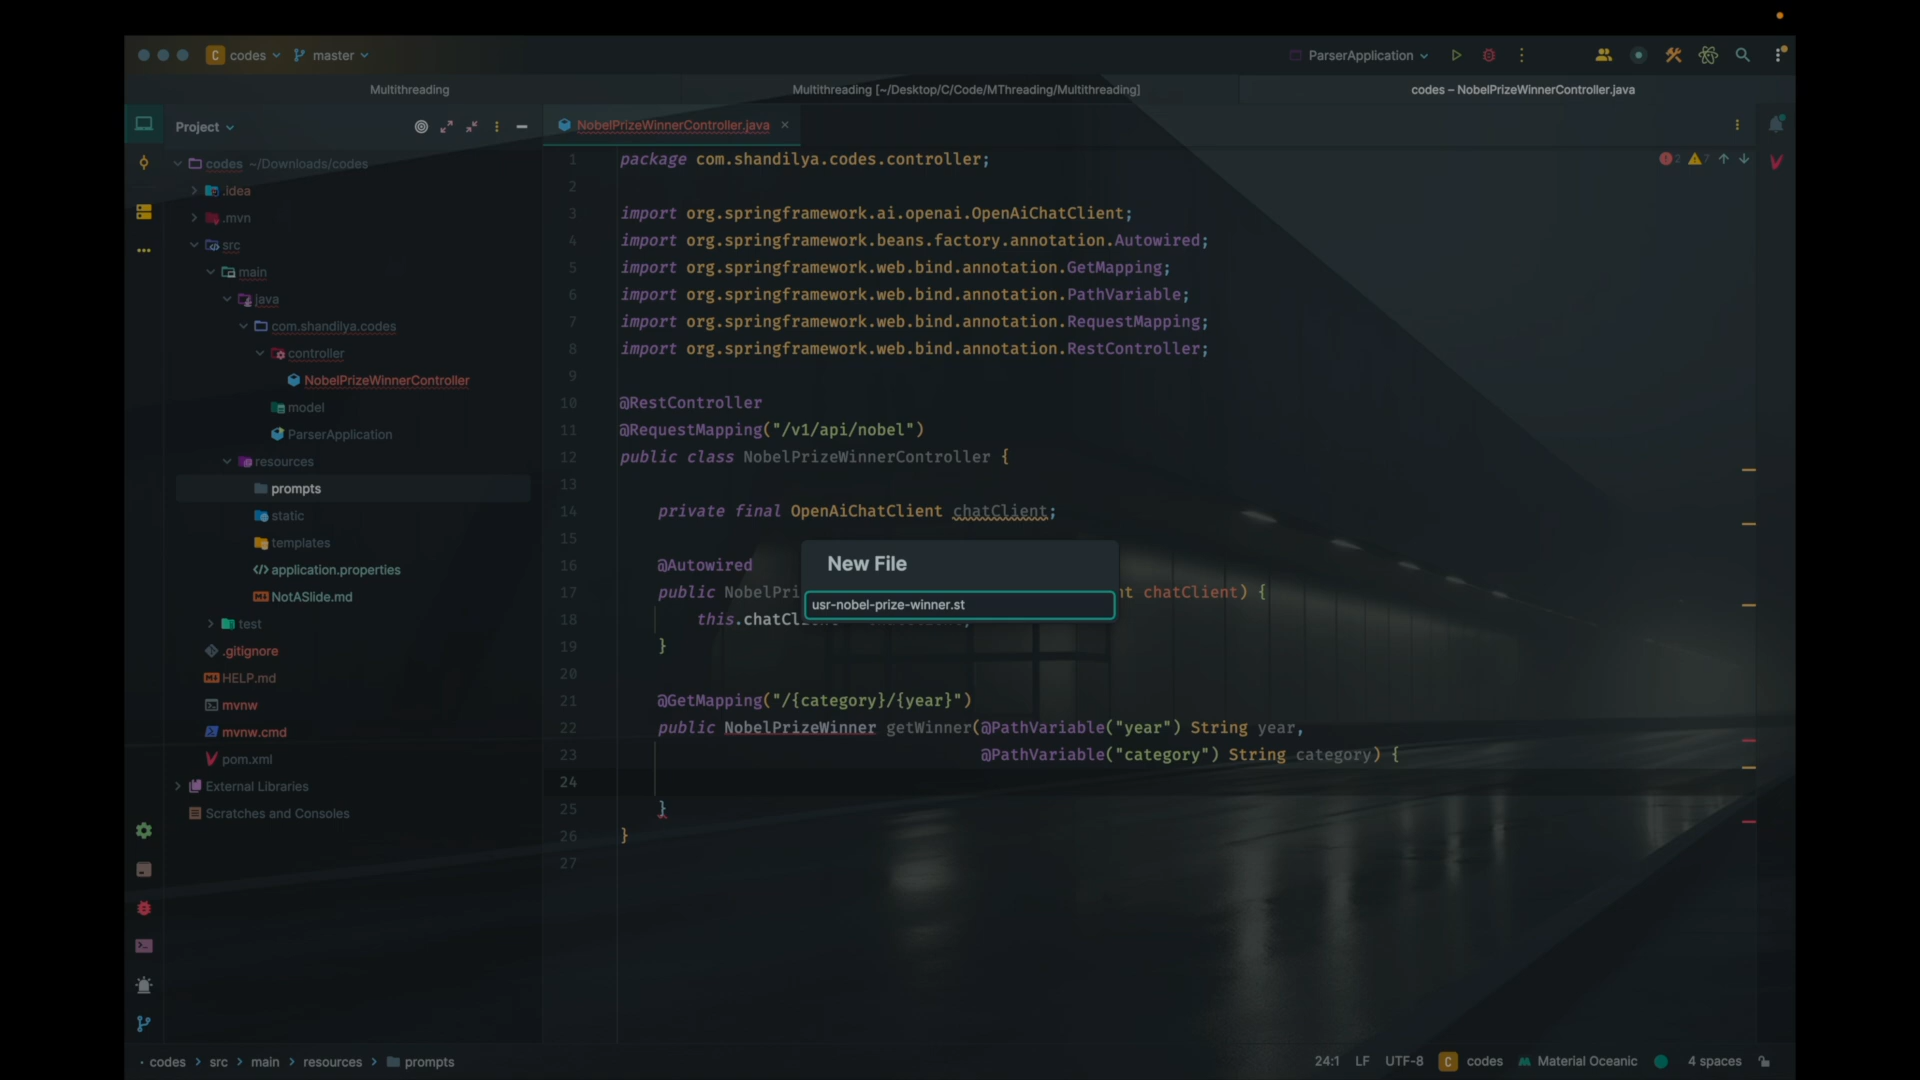 C codes master
ParserApplication
Multithreading
Multithreading [~/Desktop/C/Code/MThreading/Multithreading]
codes – NobelPrizeWinnerController.java
Project
codes ~/Downloads/codes
.idea
.mvn
src
main
java
com.shandilya.codes
controller
NobelPrizeWinnerController
model
ParserApplication
resources
prompts
static
templates
application.properties
NotASlide.md
test
.gitignore
HELP.md
mvnw
mvnw.cmd
pom.xml
External Libraries
Scratches and Consoles
NobelPrizeWinnerController.java
2 7
1 package com.shandilya.codes.controller;
2
3 import org.springframework.ai.openai.OpenAiChatClient;
4 import org.springframework.beans.factory.annotation.Autowired;
5 import org.springframework.web.bind.annotation.GetMapping;
6 import org.springframework.web.bind.annotation.PathVariable;
7 import org.springframework.web.bind.annotation.RequestMapping;
8 import org.springframework.web.bind.annotation.RestController;
9
10 @RestController
11 @RequestMapping("/v1/api/nobel")
12 public class NobelPrizeWinnerController {
13
14 private final OpenAiChatClient chatClient;
15
16 @Autowired
17 public NobelPri nt chatClient) {
18 this.chatCl
19 }
20
21 @GetMapping("/{category}/{year}")
22 public NobelPrizeWinner getWinner(@PathVariable("year") String year,
23 @PathVariable("category") String category) {
24
25 }
26 }
27
New File
usr-nobel-prize-winner.st
codes > src > main > resources > prompts
24:1 LF UTF-8 C codes Material Oceanic 4 spaces